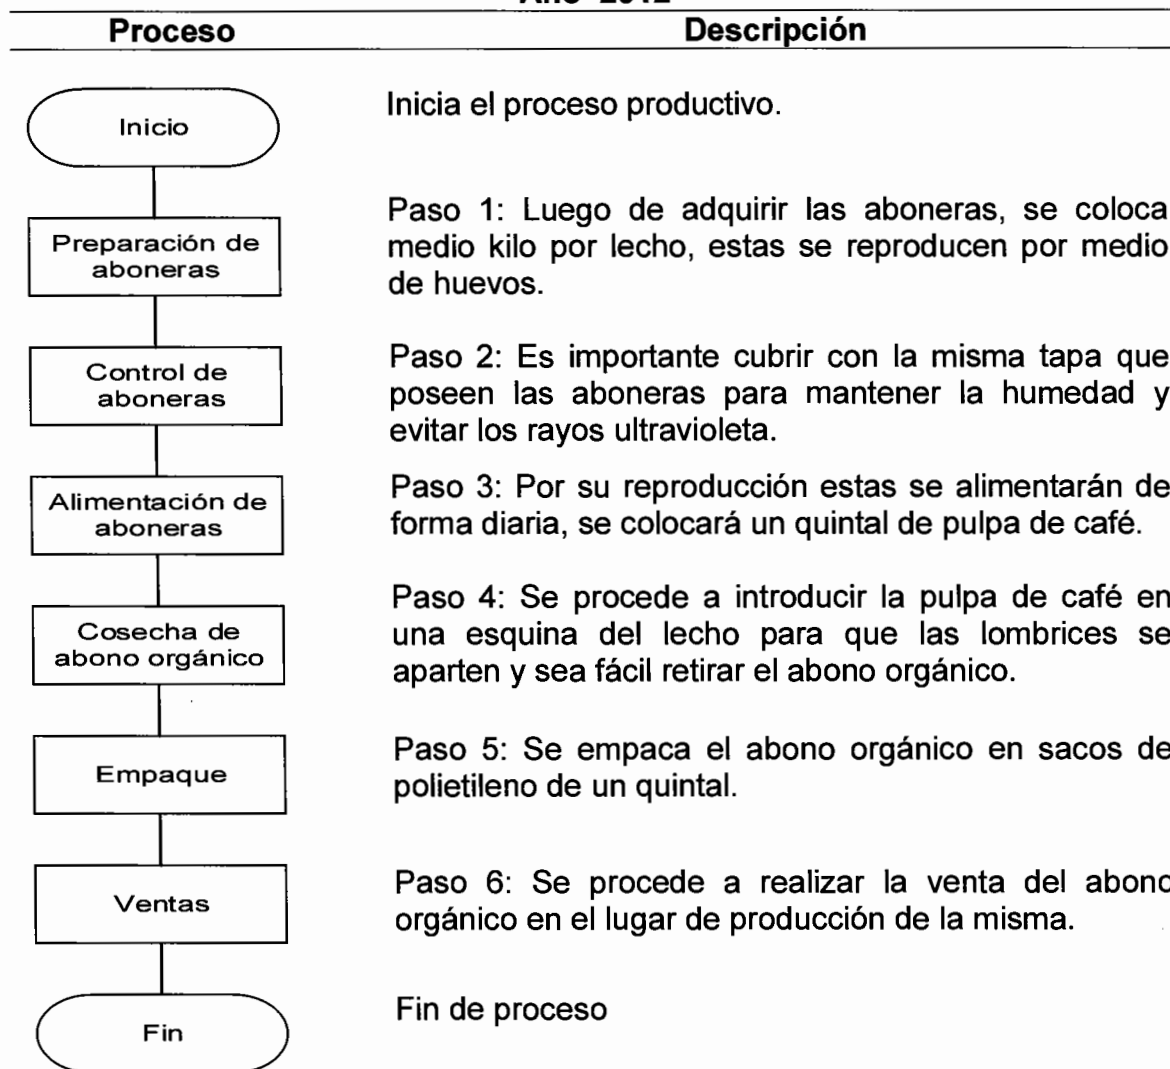 Proceso Descripción
Inicio
Inicia el proceso productivo.
Preparación de
aboneras
Paso 1: Luego de adquirir las aboneras, se coloca
medio kilo por lecho, estas se reproducen por medio
de huevos.
Control de
aboneras
Paso 2: Es importante cubrir con la misma tapa que
poseen las aboneras para mantener la humedad y
evitar los rayos ultravioleta.
Alimentación de
aboneras
Paso 3: Por su reproducción estas se alimentarán de
forma diaria, se colocará un quintal de pulpa de café.
Cosecha de
abono orgánico
Paso 4: Se procede a introducir la pulpa de café en
una esquina del lecho para que las lombrices se
aparten y sea fácil retirar el abono orgánico.
Empaque
Paso 5: Se empaca el abono orgánico en sacos de
polietileno de un quintal.
Ventas
Paso 6: Se procede a realizar la venta del abono
orgánico en el lugar de producción de la misma.
Fin
Fin de proceso